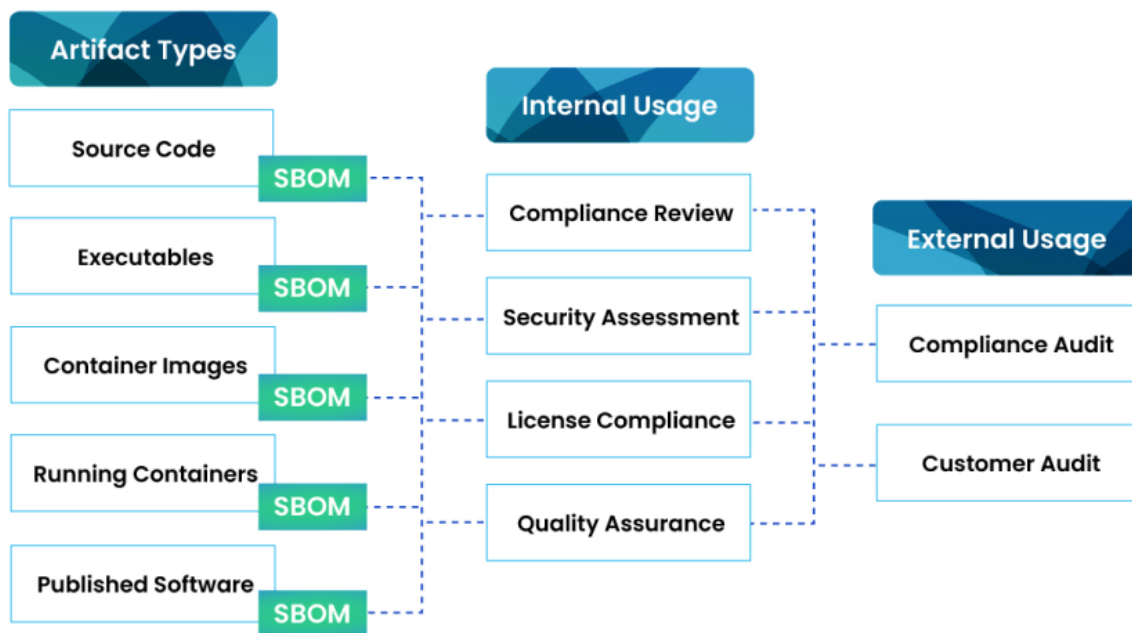 Artifact Types
Source Code
SBOM
Executables
SBOM
Container Images
SBOM
Running Containers
SBOM
Published Software
SBOM
Internal Usage
Compliance Review
Security Assessment
License Compliance
Quality Assurance
External Usage
Compliance Audit
Customer Audit